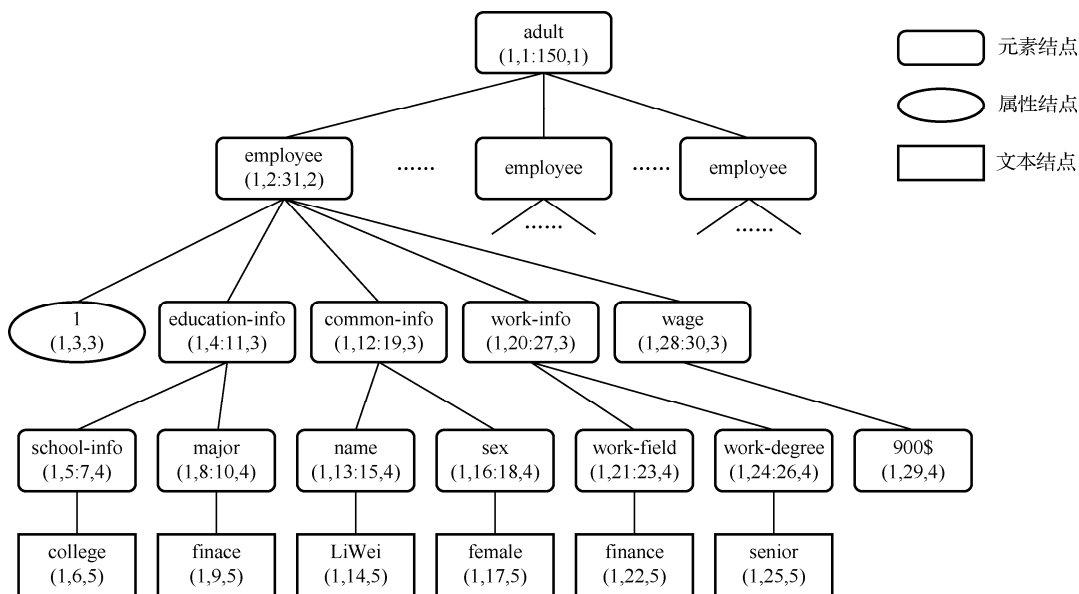 adult
(1,1:150,1)
元素结点
属性结点
文本结点
employee
(1,2:31,2)
……
employee
……
employee
……
……
1
(1,3,3)
education-info
(1,4:11,3)
common-info
(1,12:19,3)
work-info
(1,20:27,3)
wage
(1,28:30,3)
school-info
(1,5:7,4)
major
(1,8:10,4)
name
(1,13:15,4)
sex
(1,16:18,4)
work-field
(1,21:23,4)
work-degree
(1,24:26,4)
900$
(1,29,4)
college
(1,6,5)
finace
(1,9,5)
LiWei
(1,14,5)
female
(1,17,5)
finance
(1,22,5)
senior
(1,25,5)